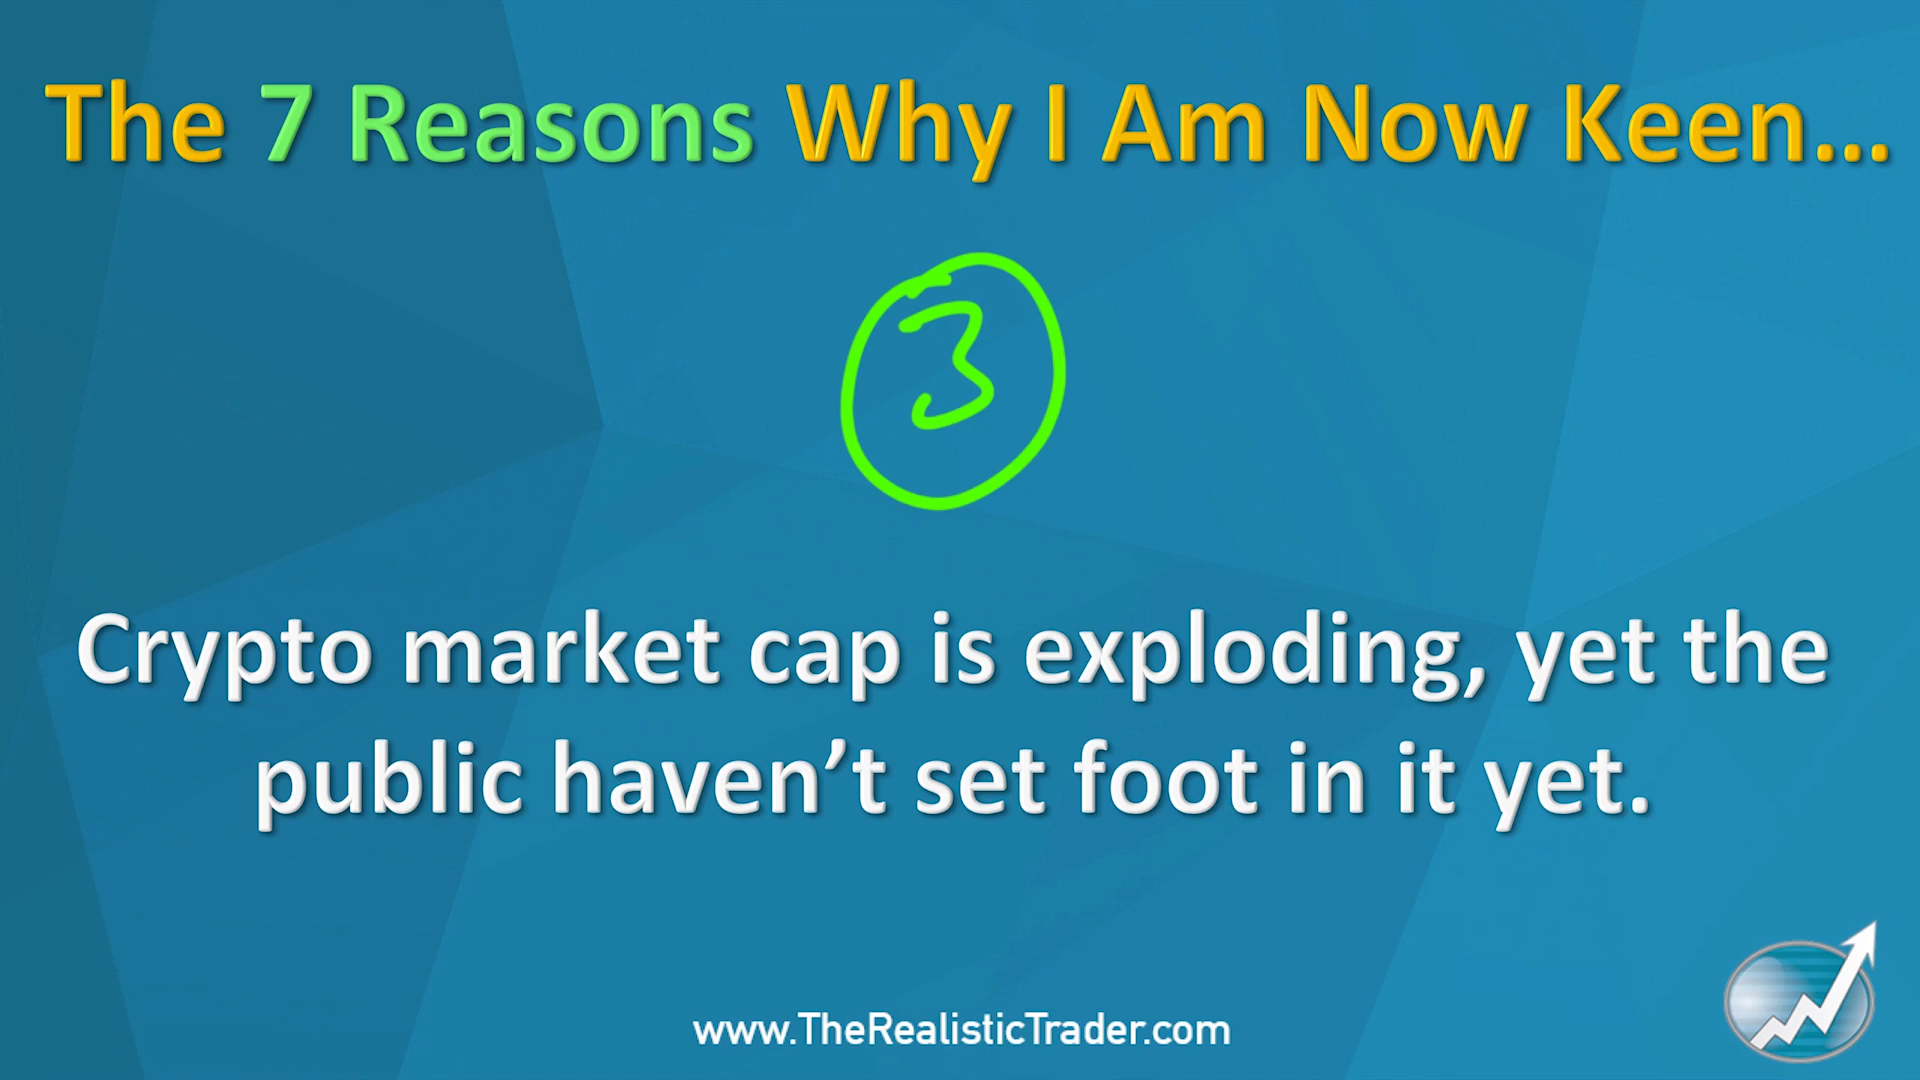 The 7 Reasons Why I Am Now Keen...
3
Crypto market cap is exploding, yet the
public haven’t set foot in it yet.
www.TheRealisticTrader.com